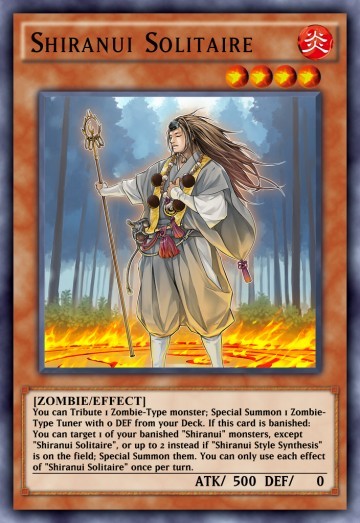 Shiranui Solitaire
炎
[ZOMBIE/EFFECT]
You can Tribute 1 Zombie-Type monster; Special Summon 1 Zombie-
Type Tuner with 0 DEF from your Deck. If this card is banished:
You can target 1 of your banished "Shiranui" monsters, except
"Shiranui Solitaire", or up to 2 instead if "Shiranui Style Synthesis"
is on the field; Special Summon them. You can only use each effect
of "Shiranui Solitaire" once per turn.
ATK/ 500 DEF/ 0